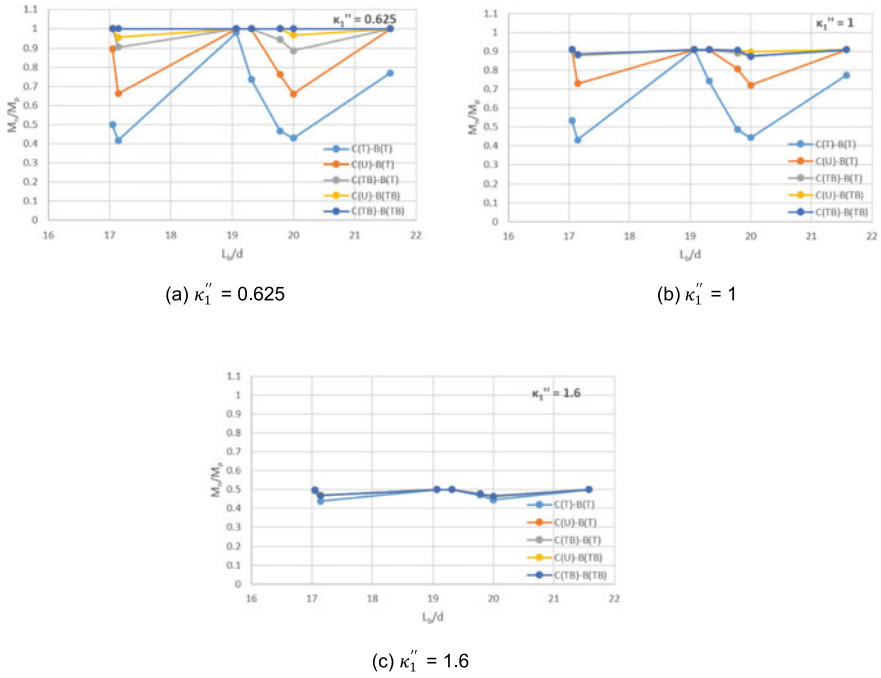 κ₁'' = 0.625
1.1
1
0.9
0.8
0.7
0.6
0.5
0.4
0.3
0.2
0.1
0
Mₙ/Mₚ
C(T)-B(T)
C(U)-B(T)
C(TB)-B(T)
C(U)-B(TB)
C(TB)-B(TB)
16 17 18 19 20 21 22
L_b/d
(a) κ₁'' = 0.625
κ₁'' = 1
1.1
1
0.9
0.8
0.7
0.6
0.5
0.4
0.3
0.2
0.1
0
Mₙ/Mₚ
C(T)-B(T)
C(U)-B(T)
C(TB)-B(T)
C(U)-B(TB)
C(TB)-B(TB)
16 17 18 19 20 21 22
L_b/d
(b) κ₁'' = 1
κ₁'' = 1.6
1.1
1
0.9
0.8
0.7
0.6
0.5
0.4
0.3
0.2
0.1
0
Mₙ/Mₚ
C(T)-B(T)
C(U)-B(T)
C(TB)-B(T)
C(U)-B(TB)
C(TB)-B(TB)
16 17 18 19 20 21 22
L_b/d
(c) κ₁'' = 1.6